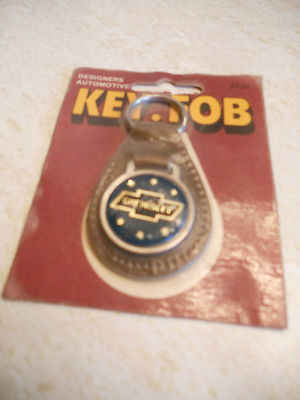 DESIGNERS
AUTOMOTIVE
KEY FOB
CHEVROLET